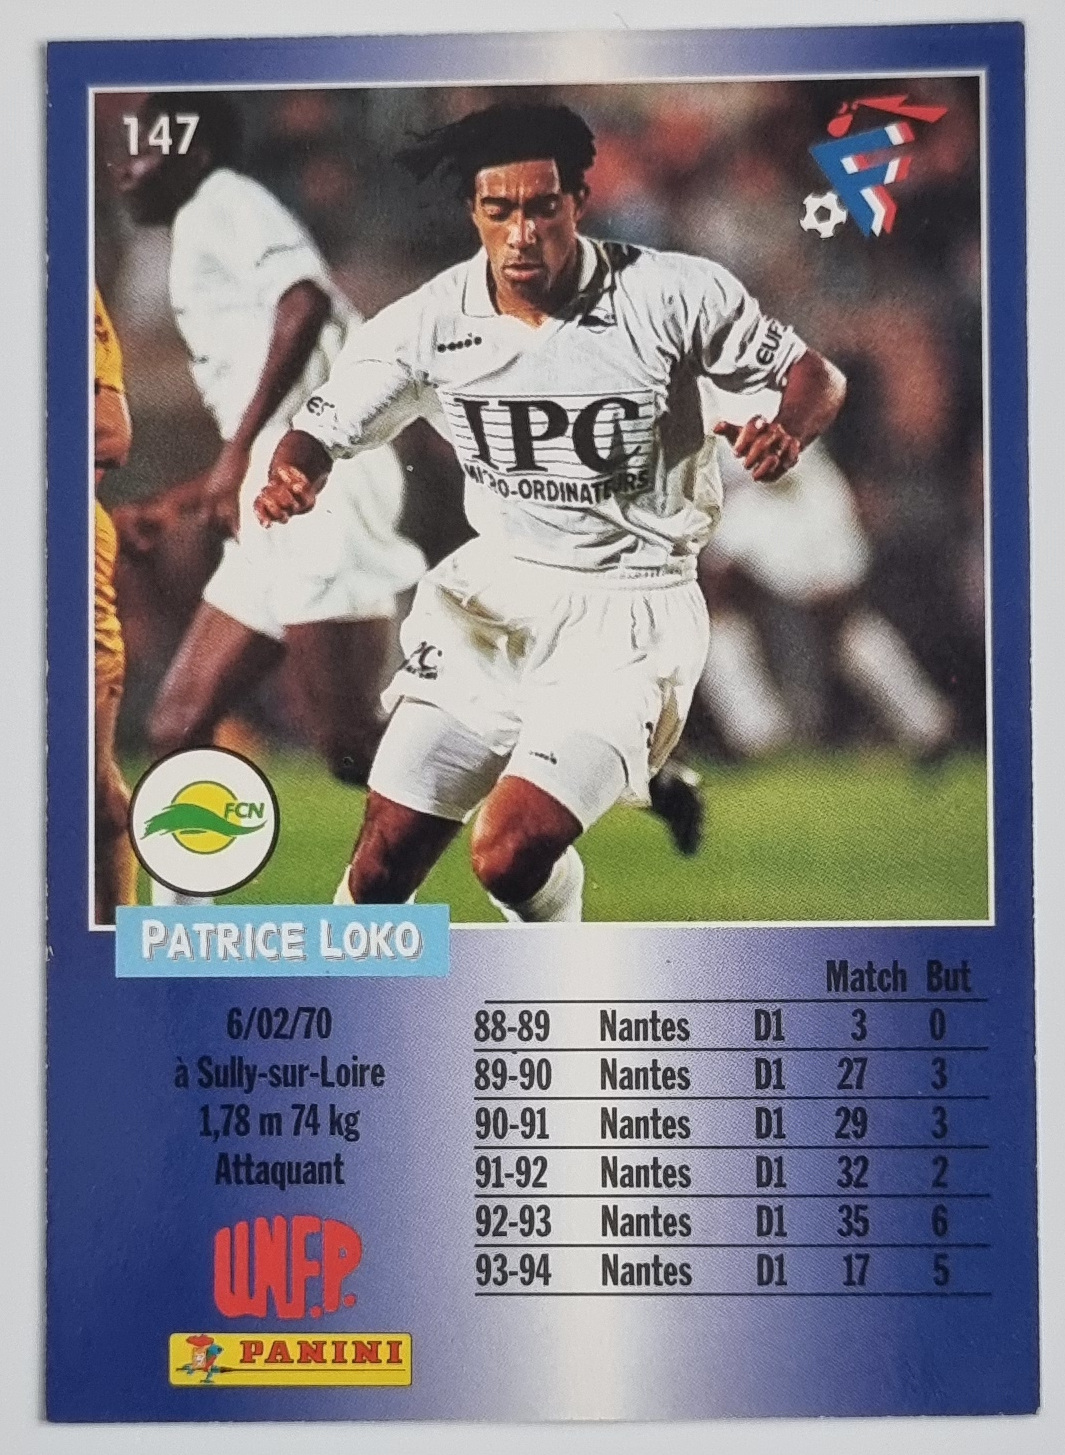 147
EUR
IPC
MICRO-ORDINATEURS
FCN
PATRICE LOKO
6/02/70
à Sully-sur-Loire
1,78 m 74 kg
Attaquant
U.N.F.P.
PANINI
Match But
88-89 Nantes D1 3 0
89-90 Nantes D1 27 3
90-91 Nantes D1 29 3
91-92 Nantes D1 32 2
92-93 Nantes D1 35 6
93-94 Nantes D1 17 5